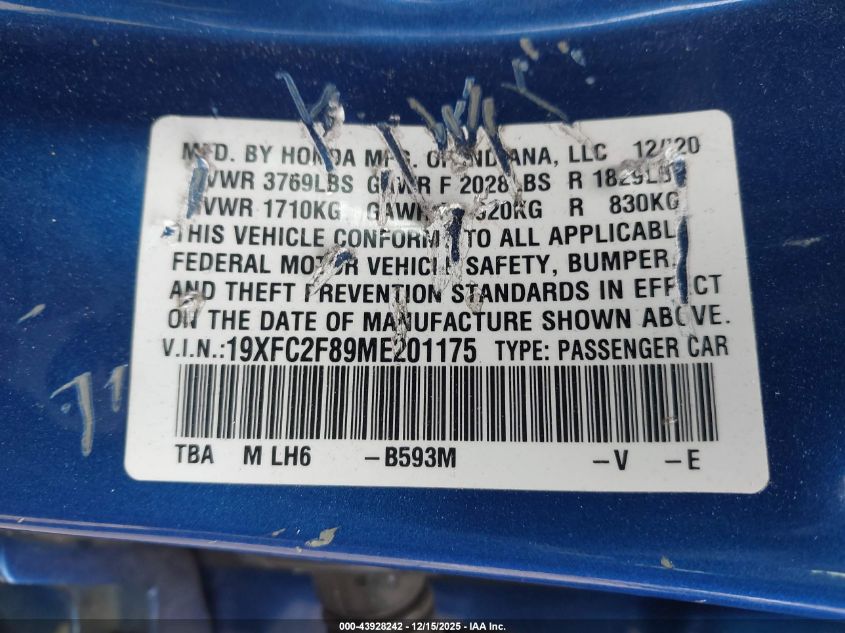 MFD. BY HONDA MFG. OF INDIANA, LLC 12/20
GVWR 3769LBS GAWR F 2028LBS R 1829LBS
GVWR 1710KG GAWR 920KG R 830KG
THIS VEHICLE CONFORMS TO ALL APPLICABLE
FEDERAL MOTOR VEHICLE SAFETY, BUMPER,
AND THEFT PREVENTION STANDARDS IN EFFECT
ON THE DATE OF MANUFACTURE SHOWN ABOVE.
V.I.N.:19XFC2F89ME201175 TYPE: PASSENGER CAR
TBA M LH6 -B593M -V -E
000-43928242 - 12/15/2025 - IAA Inc.